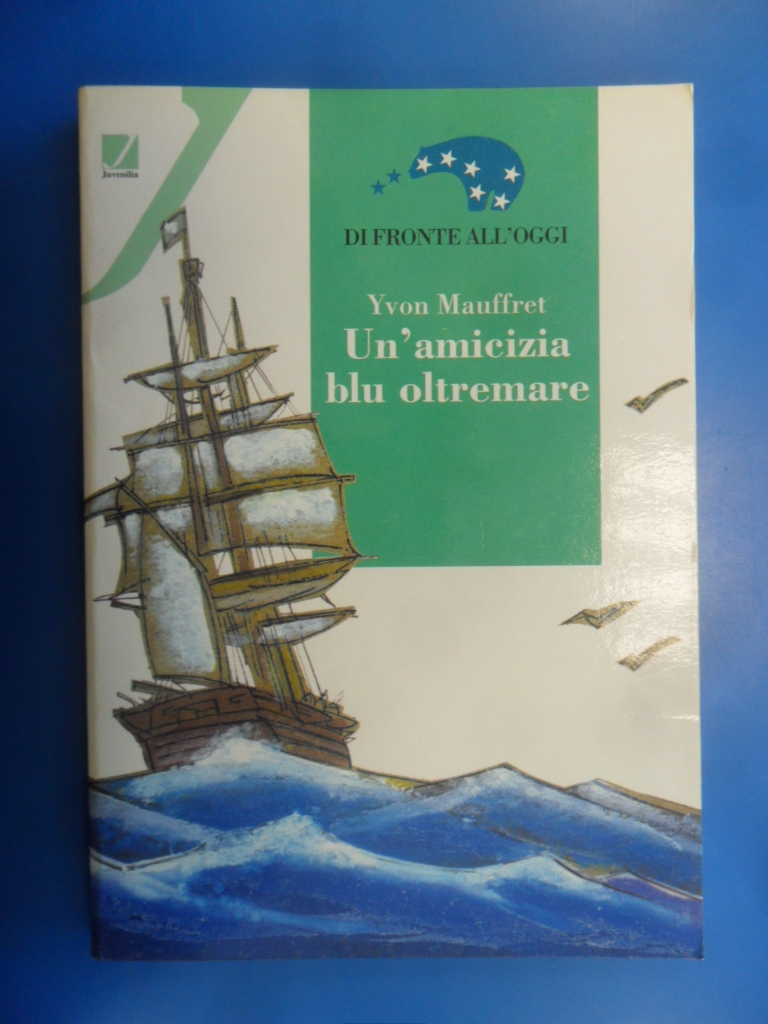 Juvenilia
DI FRONTE ALL'OGGI
Yvon Mauffret
Un'amicizia
blu oltremare